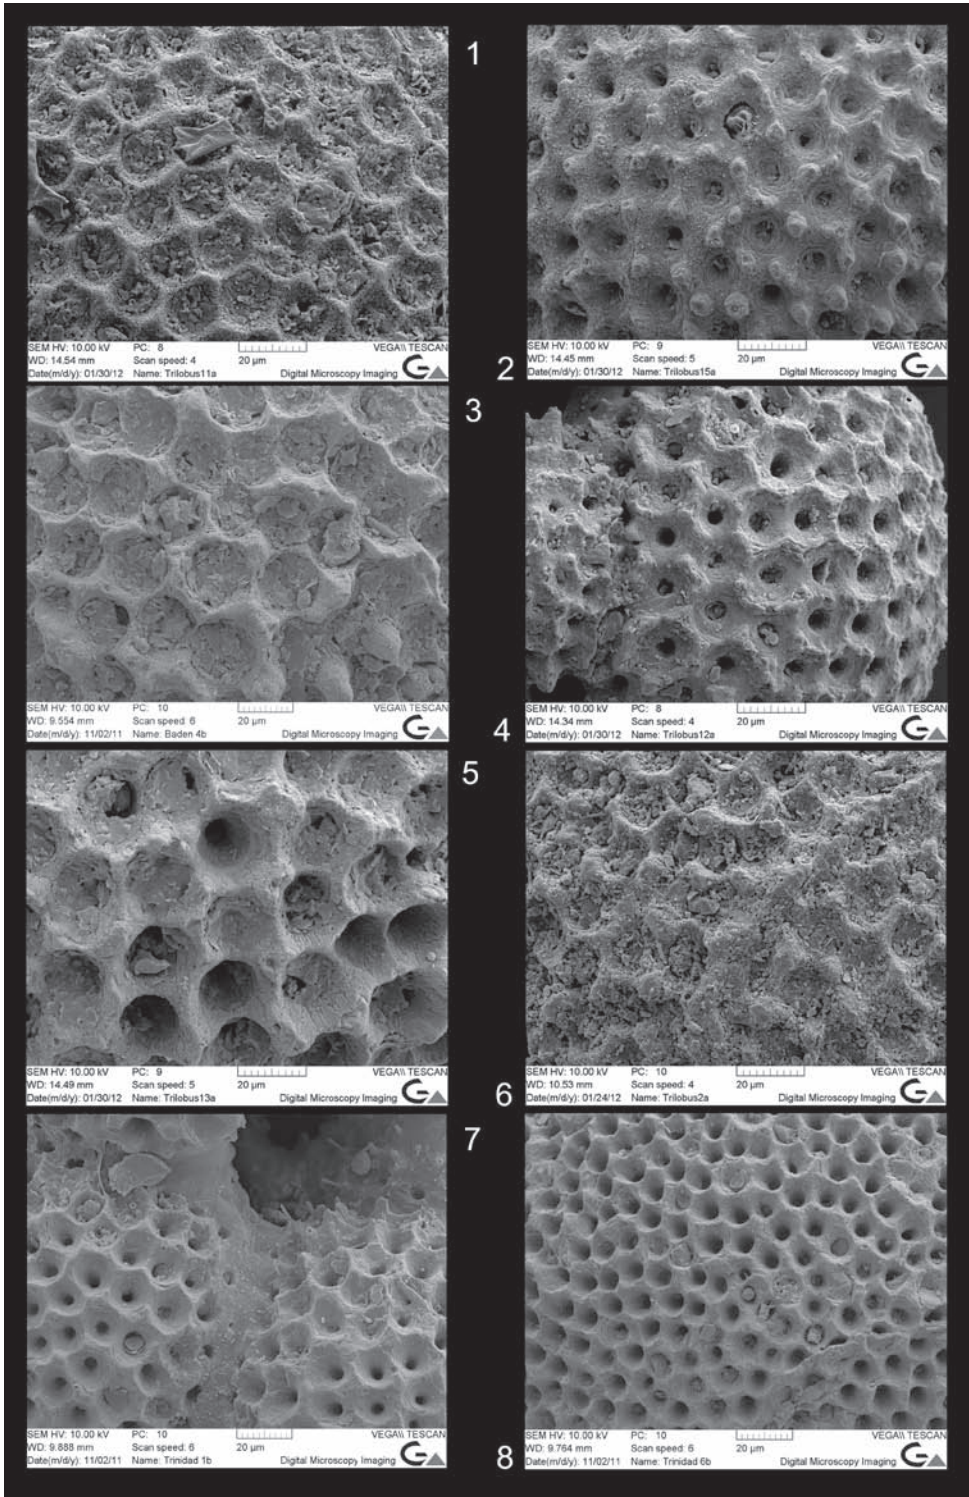 1
SEM HV: 10.00 kV PC: 8 VEGA\\ TESCAN
WD: 14.54 mm Scan speed: 4 20 µm
Date(m/d/y): 01/30/12 Name: Trilobus11a Digital Microscopy Imaging
2
SEM HV: 10.00 kV PC: 9 VEGA\\ TESCAN
WD: 14.45 mm Scan speed: 5 20 µm
Date(m/d/y): 01/30/12 Name: Trilobus15a Digital Microscopy Imaging
3
SEM HV: 10.00 kV PC: 10 VEGA\\ TESCAN
WD: 9.554 mm Scan speed: 6 20 µm
Date(m/d/y): 11/02/11 Name: Baden 4b Digital Microscopy Imaging
4
SEM HV: 10.00 kV PC: 8 VEGA\\ TESCAN
WD: 14.34 mm Scan speed: 4 20 µm
Date(m/d/y): 01/30/12 Name: Trilobus12a Digital Microscopy Imaging
5
SEM HV: 10.00 kV PC: 9 VEGA\\ TESCAN
WD: 14.49 mm Scan speed: 5 20 µm
Date(m/d/y): 01/30/12 Name: Trilobus13a Digital Microscopy Imaging
6
SEM HV: 10.00 kV PC: 10 VEGA\\ TESCAN
WD: 10.53 mm Scan speed: 4 20 µm
Date(m/d/y): 01/24/12 Name: Trilobus2a Digital Microscopy Imaging
7
SEM HV: 10.00 kV PC: 10 VEGA\\ TESCAN
WD: 9.888 mm Scan speed: 6 20 µm
Date(m/d/y): 11/02/11 Name: Trinidad 1b Digital Microscopy Imaging
8
SEM HV: 10.00 kV PC: 10 VEGA\\ TESCAN
WD: 9.764 mm Scan speed: 6 20 µm
Date(m/d/y): 11/02/11 Name: Trinidad 6b Digital Microscopy Imaging